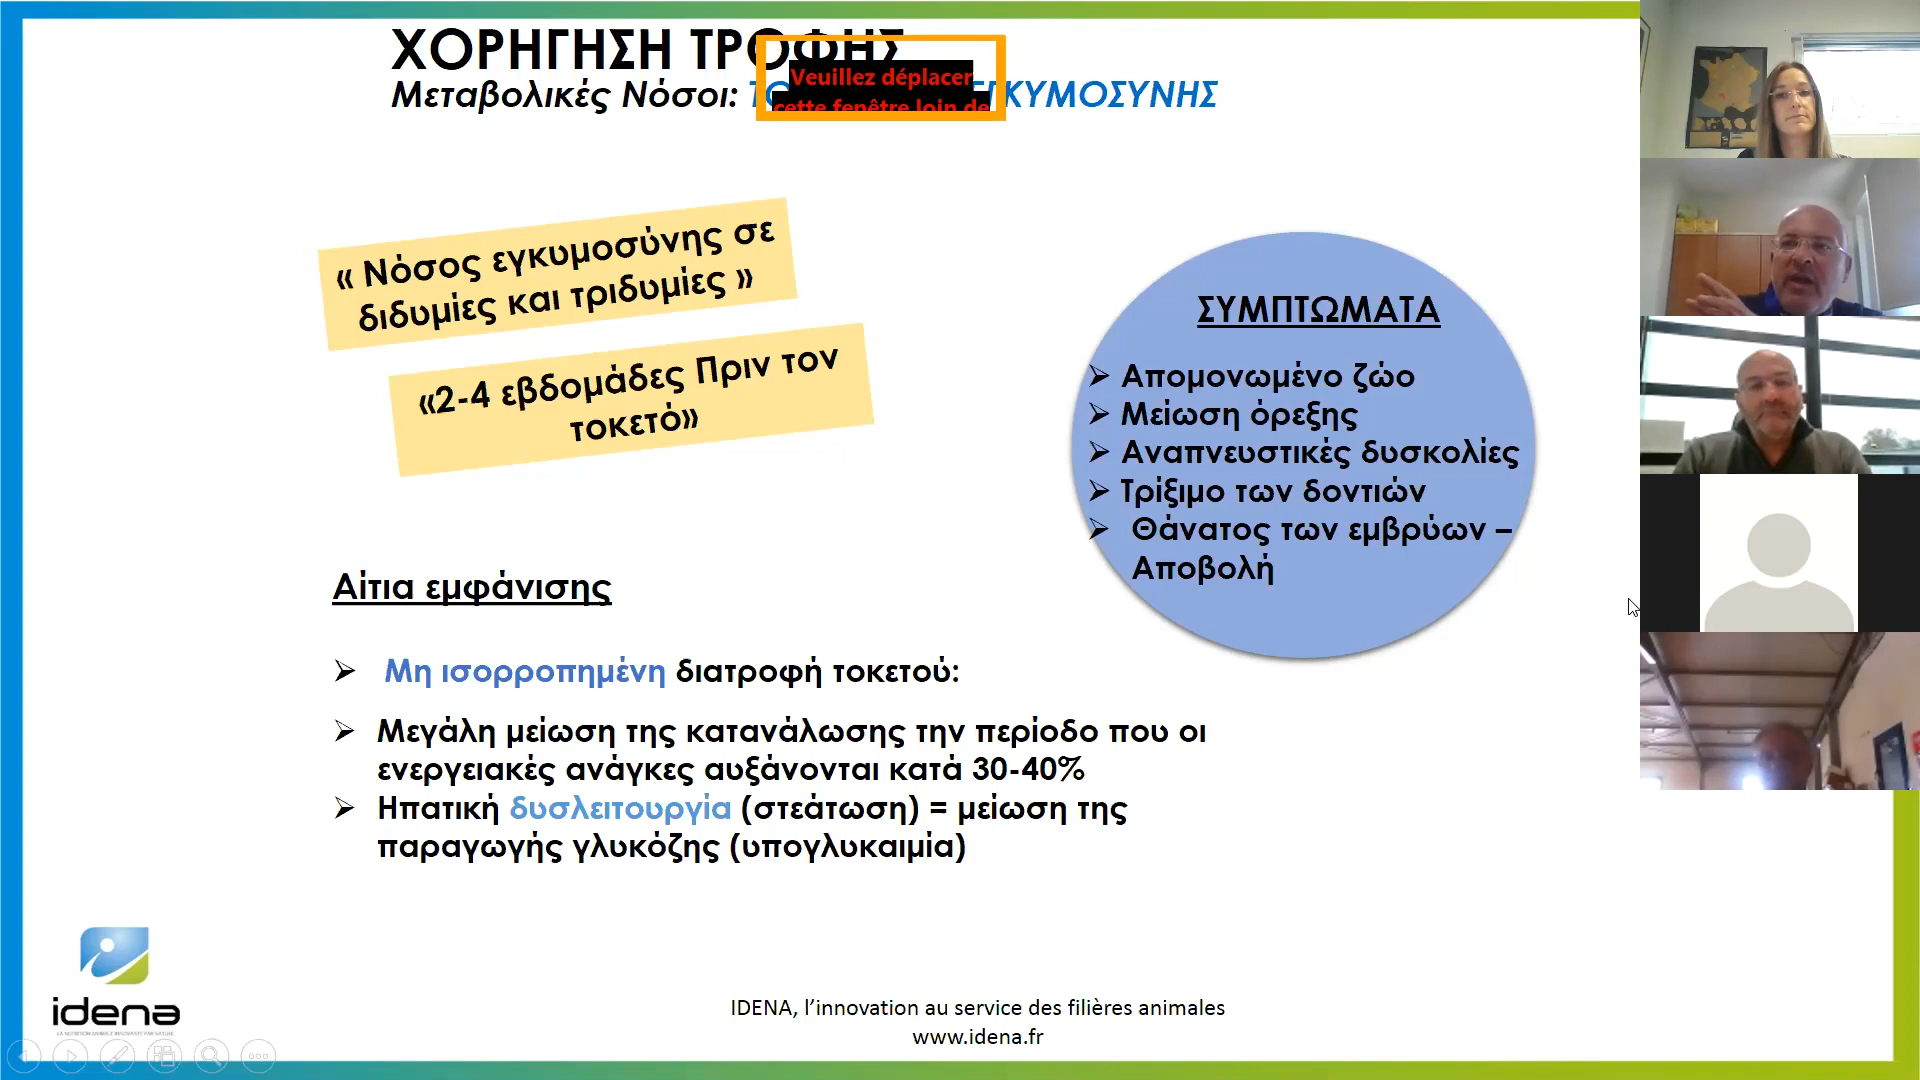 ΧΟΡΗΓΗΣΗ ΤΡΟΦΗΣ
Μεταβολικές Νόσοι: ΕΓΚΥΜΟΣΥΝΗΣ
Veuillez déplacer
cette fenêtre loin de
« Νόσος εγκυμοσύνης σε
διδυμίες και τριδυμίες »
«2-4 εβδομάδες Πριν τον
τοκετό»
ΣΥΜΠΤΩΜΑΤΑ
➢ Απομονωμένο ζώο
➢ Μείωση όρεξης
➢ Αναπνευστικές δυσκολίες
➢ Τρίξιμο των δοντιών
➢ Θάνατος των εμβρύων –
Αποβολή
Αίτια εμφάνισης
➢ Μη ισορροπημένη διατροφή τοκετού:
➢ Μεγάλη μείωση της κατανάλωσης την περίοδο που οι
ενεργειακές ανάγκες αυξάνονται κατά 30-40%
➢ Ηπατική δυσλειτουργία (στεάτωση) = μείωση της
παραγωγής γλυκόζης (υπογλυκαιμία)
idena
IDENA, l’innovation au service des filières animales
www.idena.fr